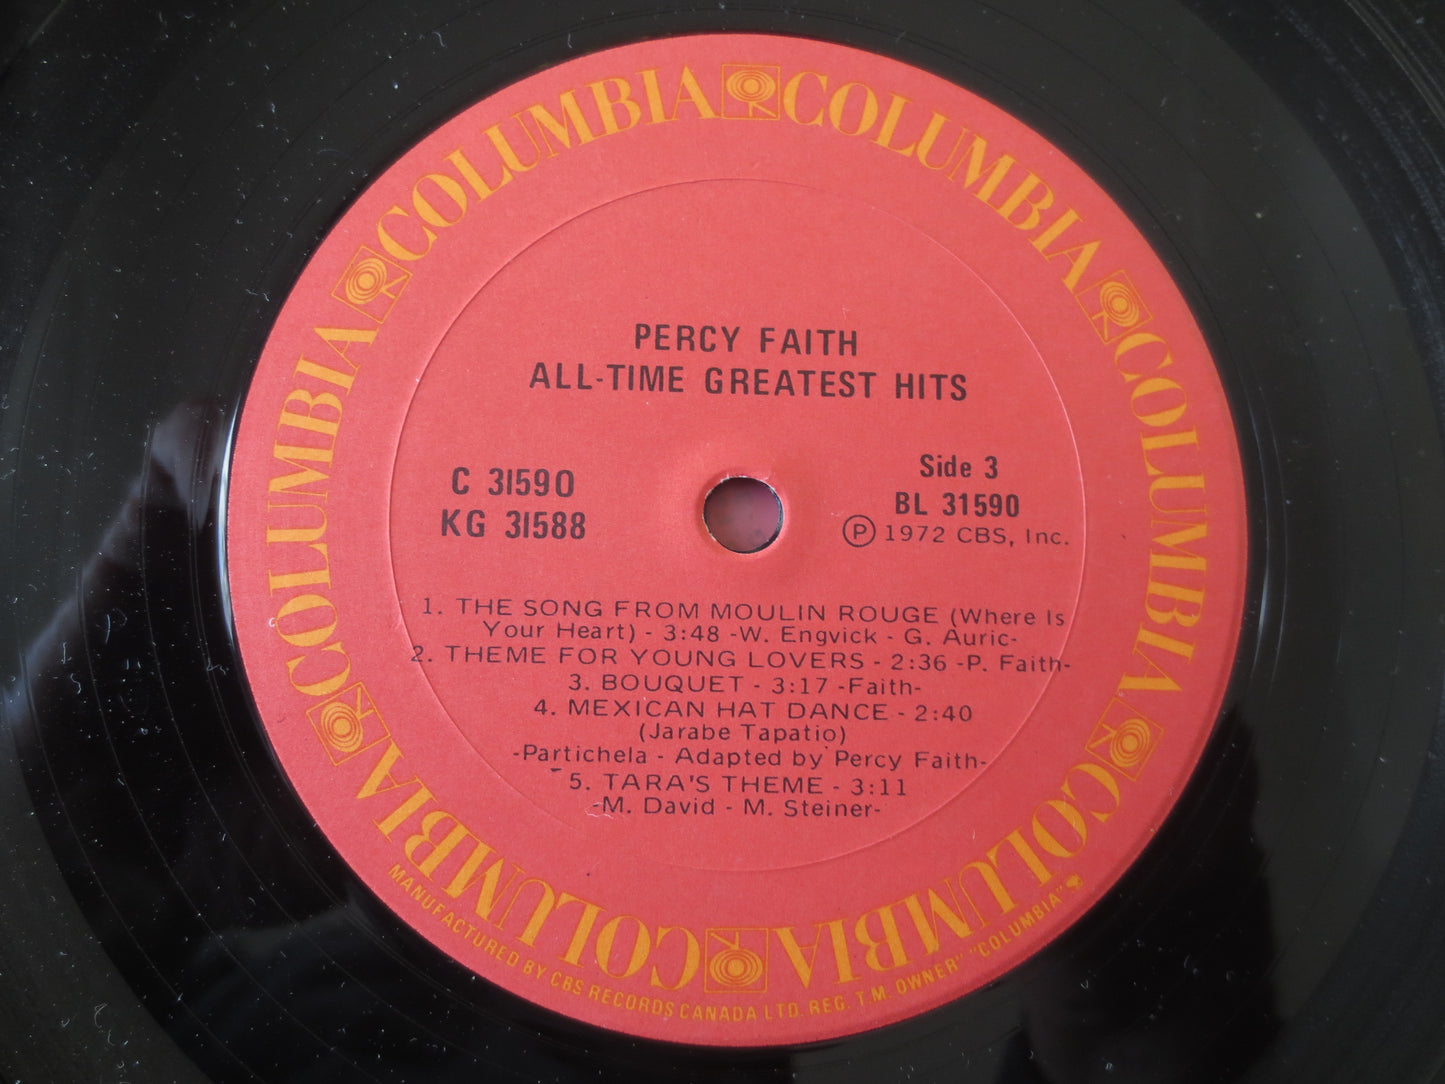 COLUMBIA COLUMBIA COLUMBIA COLUMBIA COLUMBIA COLUMBIA
PERCY FAITH
ALL-TIME GREATEST HITS
C 31590
KG 31588
Side 3
BL 31590
Ⓟ 1972 CBS, Inc.
1. THE SONG FROM MOULIN ROUGE (Where Is
Your Heart) - 3:48 -W. Engvick - G. Auric-
2. THEME FOR YOUNG LOVERS - 2:36 -P. Faith-
3. BOUQUET - 3:17 -Faith-
4. MEXICAN HAT DANCE - 2:40
(Jarabe Tapatio)
-Partichela - Adapted by Percy Faith-
5. TARA'S THEME - 3:11
-M. David - M. Steiner-
MANUFACTURED BY CBS RECORDS CANADA LTD. REG. T.M. OWNER" "COLUMBIA"